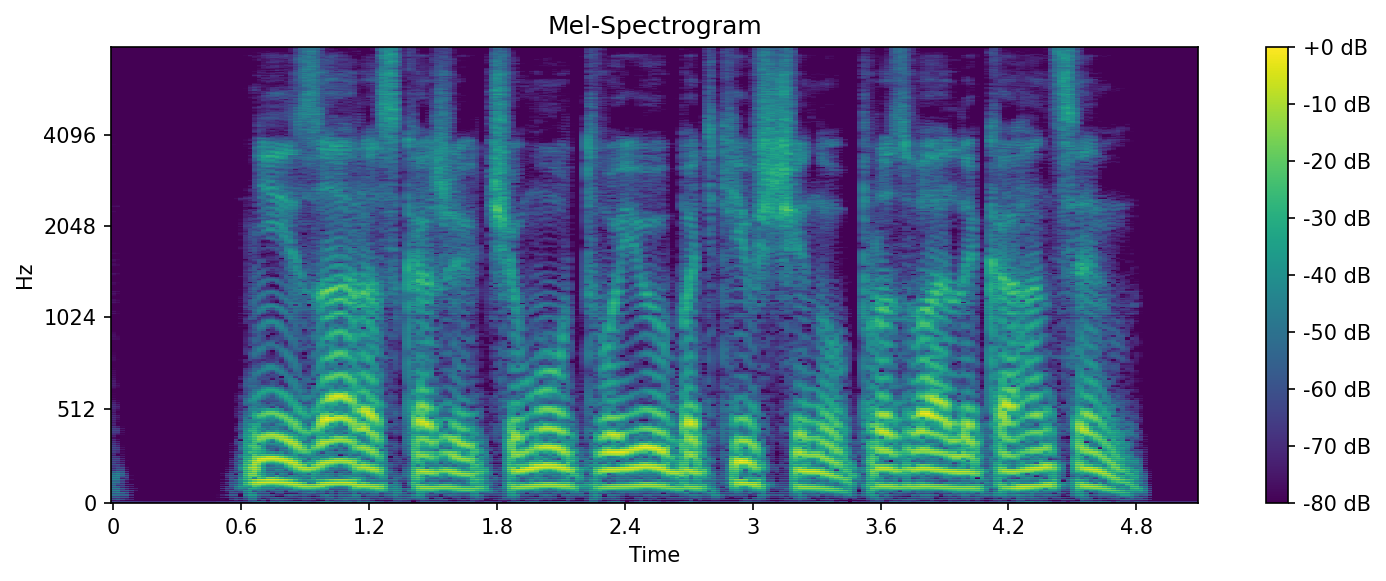 Mel-Spectrogram
Hz
4096
2048
1024
512
0
0 0.6 1.2 1.8 2.4 3 3.6 4.2 4.8
Time
+0 dB
-10 dB
-20 dB
-30 dB
-40 dB
-50 dB
-60 dB
-70 dB
-80 dB